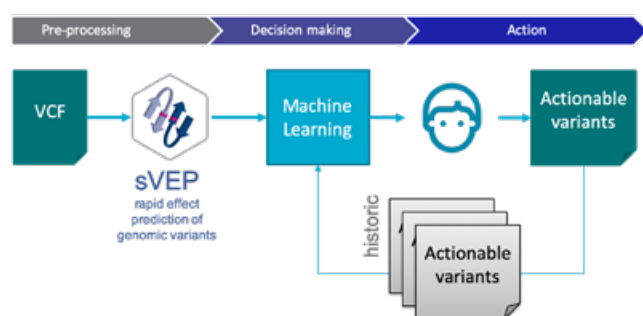 Pre-processing
Decision making
Action
VCF
Machine
Learning
Actionable
variants
sVEP
rapid effect
prediction of
genomic variants
historic
Actionable
variants